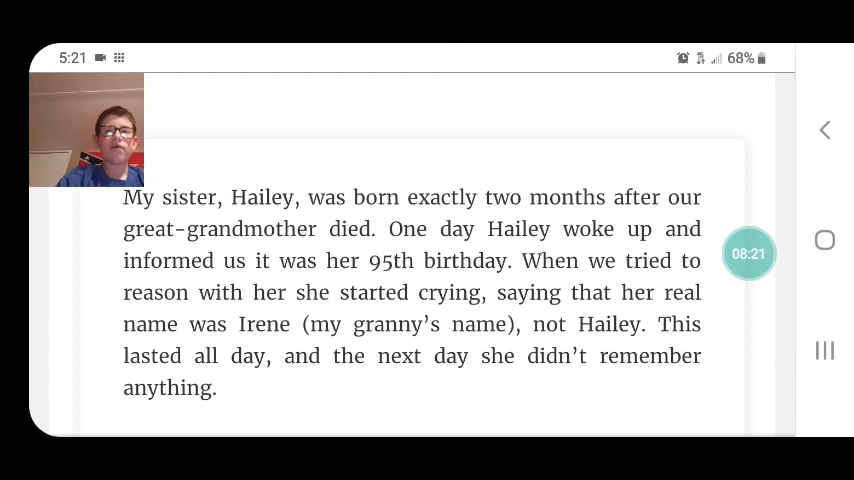 5:21
68%
My sister, Hailey, was born exactly two months after our
great-grandmother died. One day Hailey woke up and
informed us it was her 95th birthday. When we tried to
reason with her she started crying, saying that her real
name was Irene (my granny’s name), not Hailey. This
lasted all day, and the next day she didn’t remember
anything.
08:21